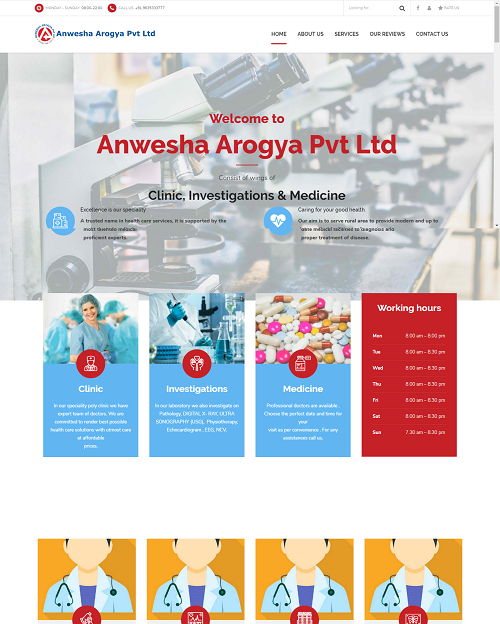 MONDAY - SUNDAY 08:00-22:00 CALL US +91 9635333777
Looking for..
RATE US
Anwesha Arogya Pvt Ltd
HOME ABOUT US SERVICES OUR REVIEWS CONTACT US
Welcome to
Anwesha Arogya Pvt Ltd
Consist of wings of
Clinic, Investigations & Medicine
Excellence is our specialty
A trusted name in health care services, it is supported by the
most
proficient experts.
Caring for your good health.
Our aim is to serve rural area to provide modern and up to
proper treatment of disease.
Clinic
In our specialty poly clinic we have
expert team of doctors. We are
committed to render best possible
health care solutions with utmost care
at affordable
prices.
Investigations
In our laboratory we also investigate on
Pathology, DIGITAL X- RAY, ULTRA
SONOGRAPHY (USG), Physiotherapy,
Echocardiogram , EEG, NCV,
Medicine
Professional doctors are available .
Choose the perfect date and time for
your
visit as per convenience . For any
assistances call us.
Working hours
Mon 8.00 am – 8.00 pm
Tue 8.00 am – 8.30 pm
Wed 8.00 am – 8.30 pm
Thu 8.00 am – 8.30 pm
Fri 8.00 am – 8.30 pm
Sat 8.00 am – 8.30 pm
Sun 7.30 am – 8.30 pm